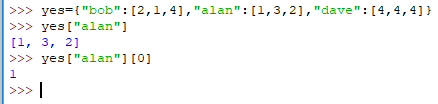 >>> yes={"bob":[2,1,4],"alan":[1,3,2],"dave":[4,4,4]}
>>> yes["alan"]
[1, 3, 2]
>>> yes["alan"][0]
1
>>>